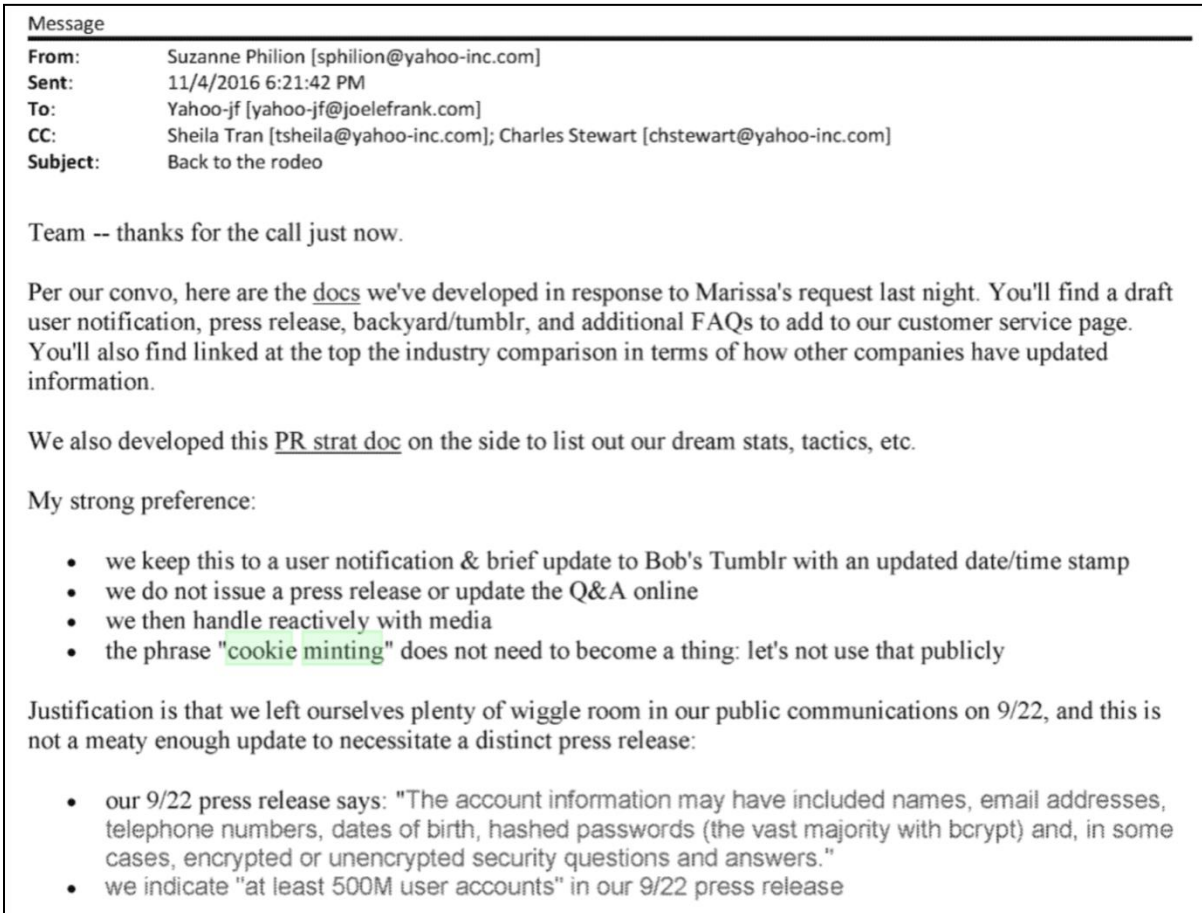 Message
From: Suzanne Philion [sphilion@yahoo-inc.com]
Sent: 11/4/2016 6:21:42 PM
To: Yahoo-jf [yahoo-jf@joelefrank.com]
CC: Sheila Tran [tsheila@yahoo-inc.com]; Charles Stewart [chstewart@yahoo-inc.com]
Subject: Back to the rodeo
Team -- thanks for the call just now.
Per our convo, here are the docs we've developed in response to Marissa's request last night. You'll find a draft
user notification, press release, backyard/tumblr, and additional FAQs to add to our customer service page.
You'll also find linked at the top the industry comparison in terms of how other companies have updated
information.
We also developed this PR strat doc on the side to list out our dream stats, tactics, etc.
My strong preference:
• we keep this to a user notification & brief update to Bob's Tumblr with an updated date/time stamp
• we do not issue a press release or update the Q&A online
• we then handle reactively with media
• the phrase "cookie minting" does not need to become a thing: let's not use that publicly
Justification is that we left ourselves plenty of wiggle room in our public communications on 9/22, and this is
not a meaty enough update to necessitate a distinct press release:
• our 9/22 press release says: "The account information may have included names, email addresses,
telephone numbers, dates of birth, hashed passwords (the vast majority with bcrypt) and, in some
cases, encrypted or unencrypted security questions and answers."
• we indicate "at least 500M user accounts" in our 9/22 press release